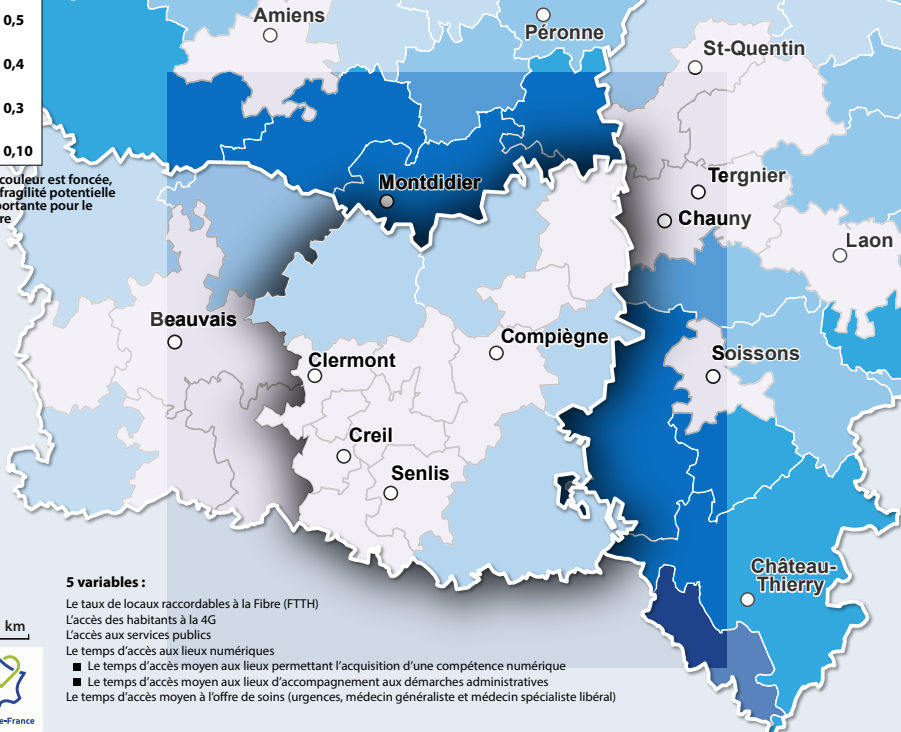 0,5
0,4
0,3
0,10
couleur est foncée,
fragilité potentielle
portante pour le
re
Amiens
Péronne
St-Quentin
Montdidier
Tergnier
Chauny
Laon
Beauvais
Compiègne
Soissons
Clermont
Creil
Senlis
Château-
Thierry
5 variables :
Le taux de locaux raccordables à la Fibre (FTTH)
L'accès des habitants à la 4G
L'accès aux services publics
Le temps d'accès aux lieux numériques
■ Le temps d'accès moyen aux lieux permettant l'acquisition d'une compétence numérique
■ Le temps d'accès moyen aux lieux d'accompagnement aux démarches administratives
Le temps d'accès moyen à l'offre de soins (urgences, médecin généraliste et médecin spécialiste libéral)
km
e-France